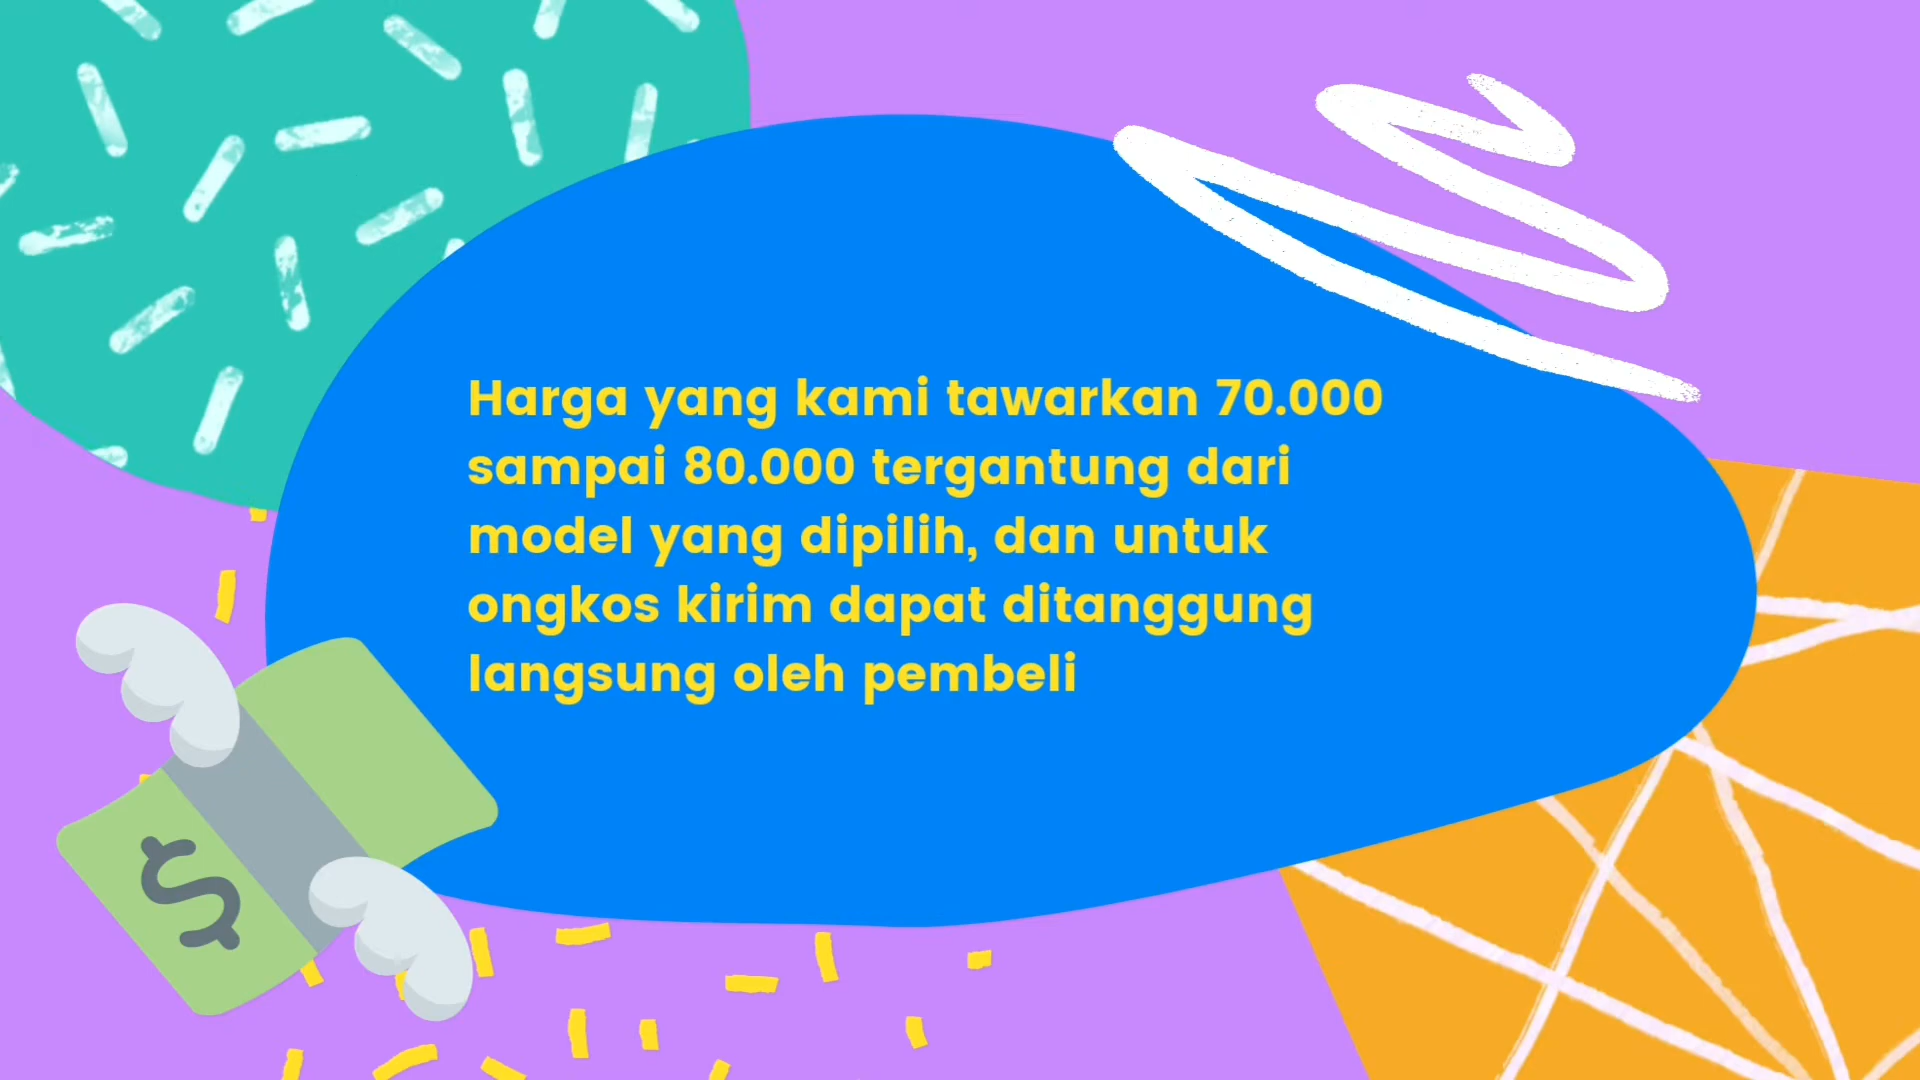 Harga yang kami tawarkan 70.000
sampai 80.000 tergantung dari
model yang dipilih, dan untuk
ongkos kirim dapat ditanggung
langsung oleh pembeli
$